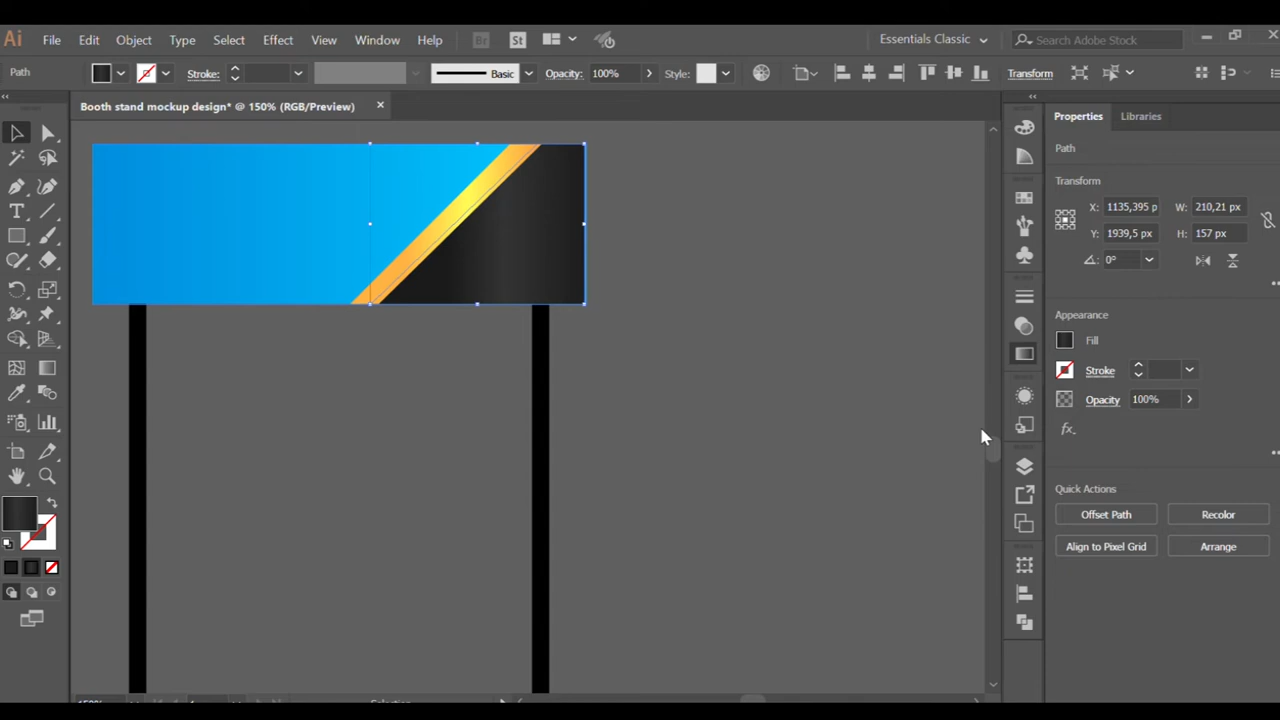 Ai File Edit Object Type Select Effect View Window Help Br St Essentials Classic Search Adobe Stock
Path Stroke: Basic Opacity: 100% Style: Transform
Booth stand mockup design* @ 150% (RGB/Preview) ×
Properties Libraries
Path
Transform
X: 1135,395 p W: 210,21 px
Y: 1939,5 px H: 157 px
0°
Appearance
Fill
Stroke
Opacity 100%
fx
Quick Actions
Offset Path Recolor
Align to Pixel Grid Arrange
150% Selection